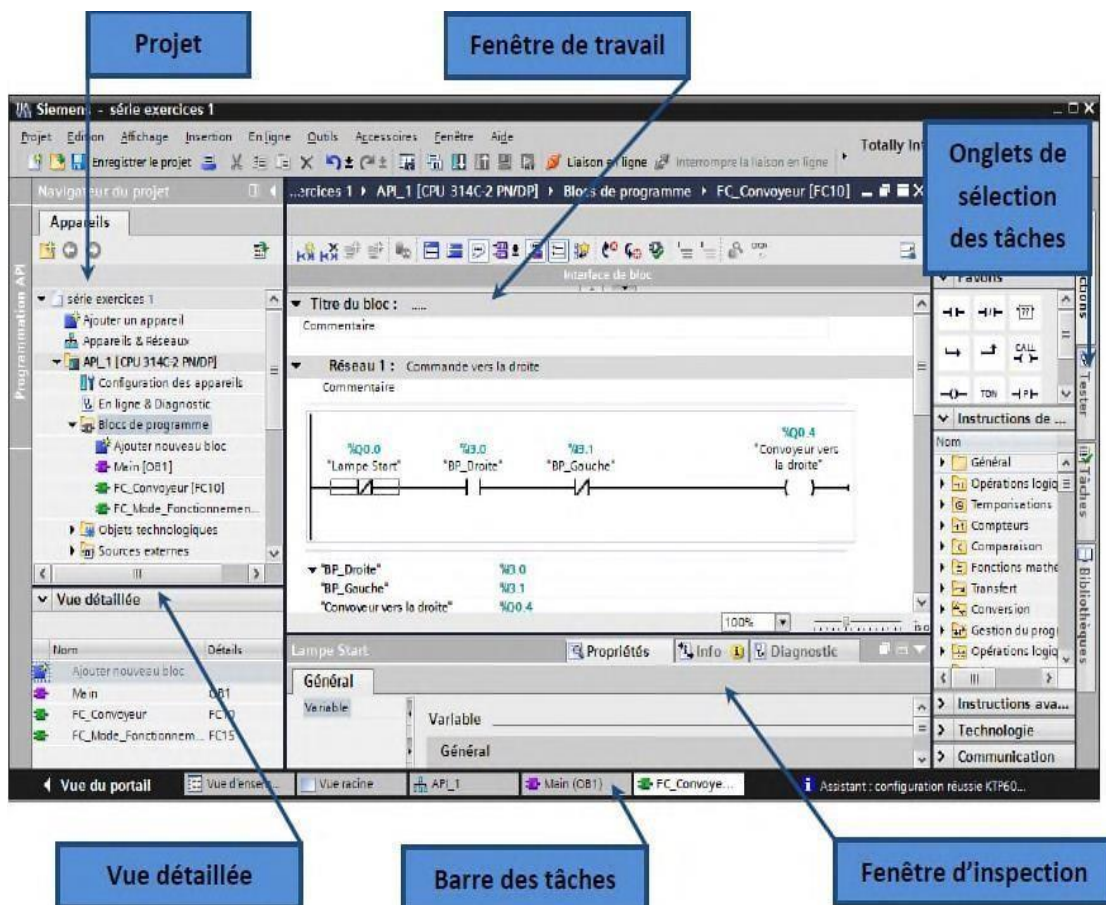 Projet
Fenêtre de travail
Siemens - série exercices 1
Projet Edition Affichage Insertion En ligne Outils Accessoires Fenêtre Aide
Totally Int
Enregistrer le projet
Liaison en ligne
Interrompre la liaison en ligne
Onglets de
sélection
des tâches
Navigateur du projet
...ercices 1 API_1 [CPU 314C-2 PN/DP] Blocs de programme FC_Convoyeur [FC10]
Appareils
Programmation API
Interface de bloc
série exercices 1
Ajouter un appareil
Appareils & Réseaux
API_1 [CPU 314C-2 PN/DP]
Configuration des appareils
En ligne & Diagnostic
Blocs de programme
Ajouter nouveau bloc
Main [OB1]
FC_Convoyeur [FC10]
FC_Mode_Fonctionnemen...
Objets technologiques
Sources externes
Titre du bloc : .....
Commentaire
Réseau 1 : Commande vers la droite
Commentaire
%Q0.0
"Lampe Start"
%I3.0
"BP_Droite"
%I3.1
"BP_Gauche"
%Q0.4
"Convoyeur vers
la droite"
"BP_Droite" %I3.0
"BP_Gauche" %I3.1
"Convoyeur vers la droite" %Q0.4
100%
Favoris
CALL
TON
P
Instructions de ...
Nom
Général
Opérations logiq
Temporisations
Compteurs
Comparaison
Fonctions mathé
Transfert
Conversion
Gestion du progr
Opérations logiq
Instructions ava...
Technologie
Communication
ctions
Tester
Tâches
Bibliothèques
Vue détaillée
Nom Détails
Ajouter nouveau bloc
Main OB1
FC_Convoyeur FC10
FC_Mode_Fonctionnem... FC15
Lampe Start
Propriétés
Info
Diagnostic
Général
Variable
Variable
Général
Vue du portail
Vue d'ensem...
Vue racine
API_1
Main (OB1)
FC_Convoye...
Assistant : configuration réussie KTP60...
Vue détaillée
Barre des tâches
Fenêtre d'inspection